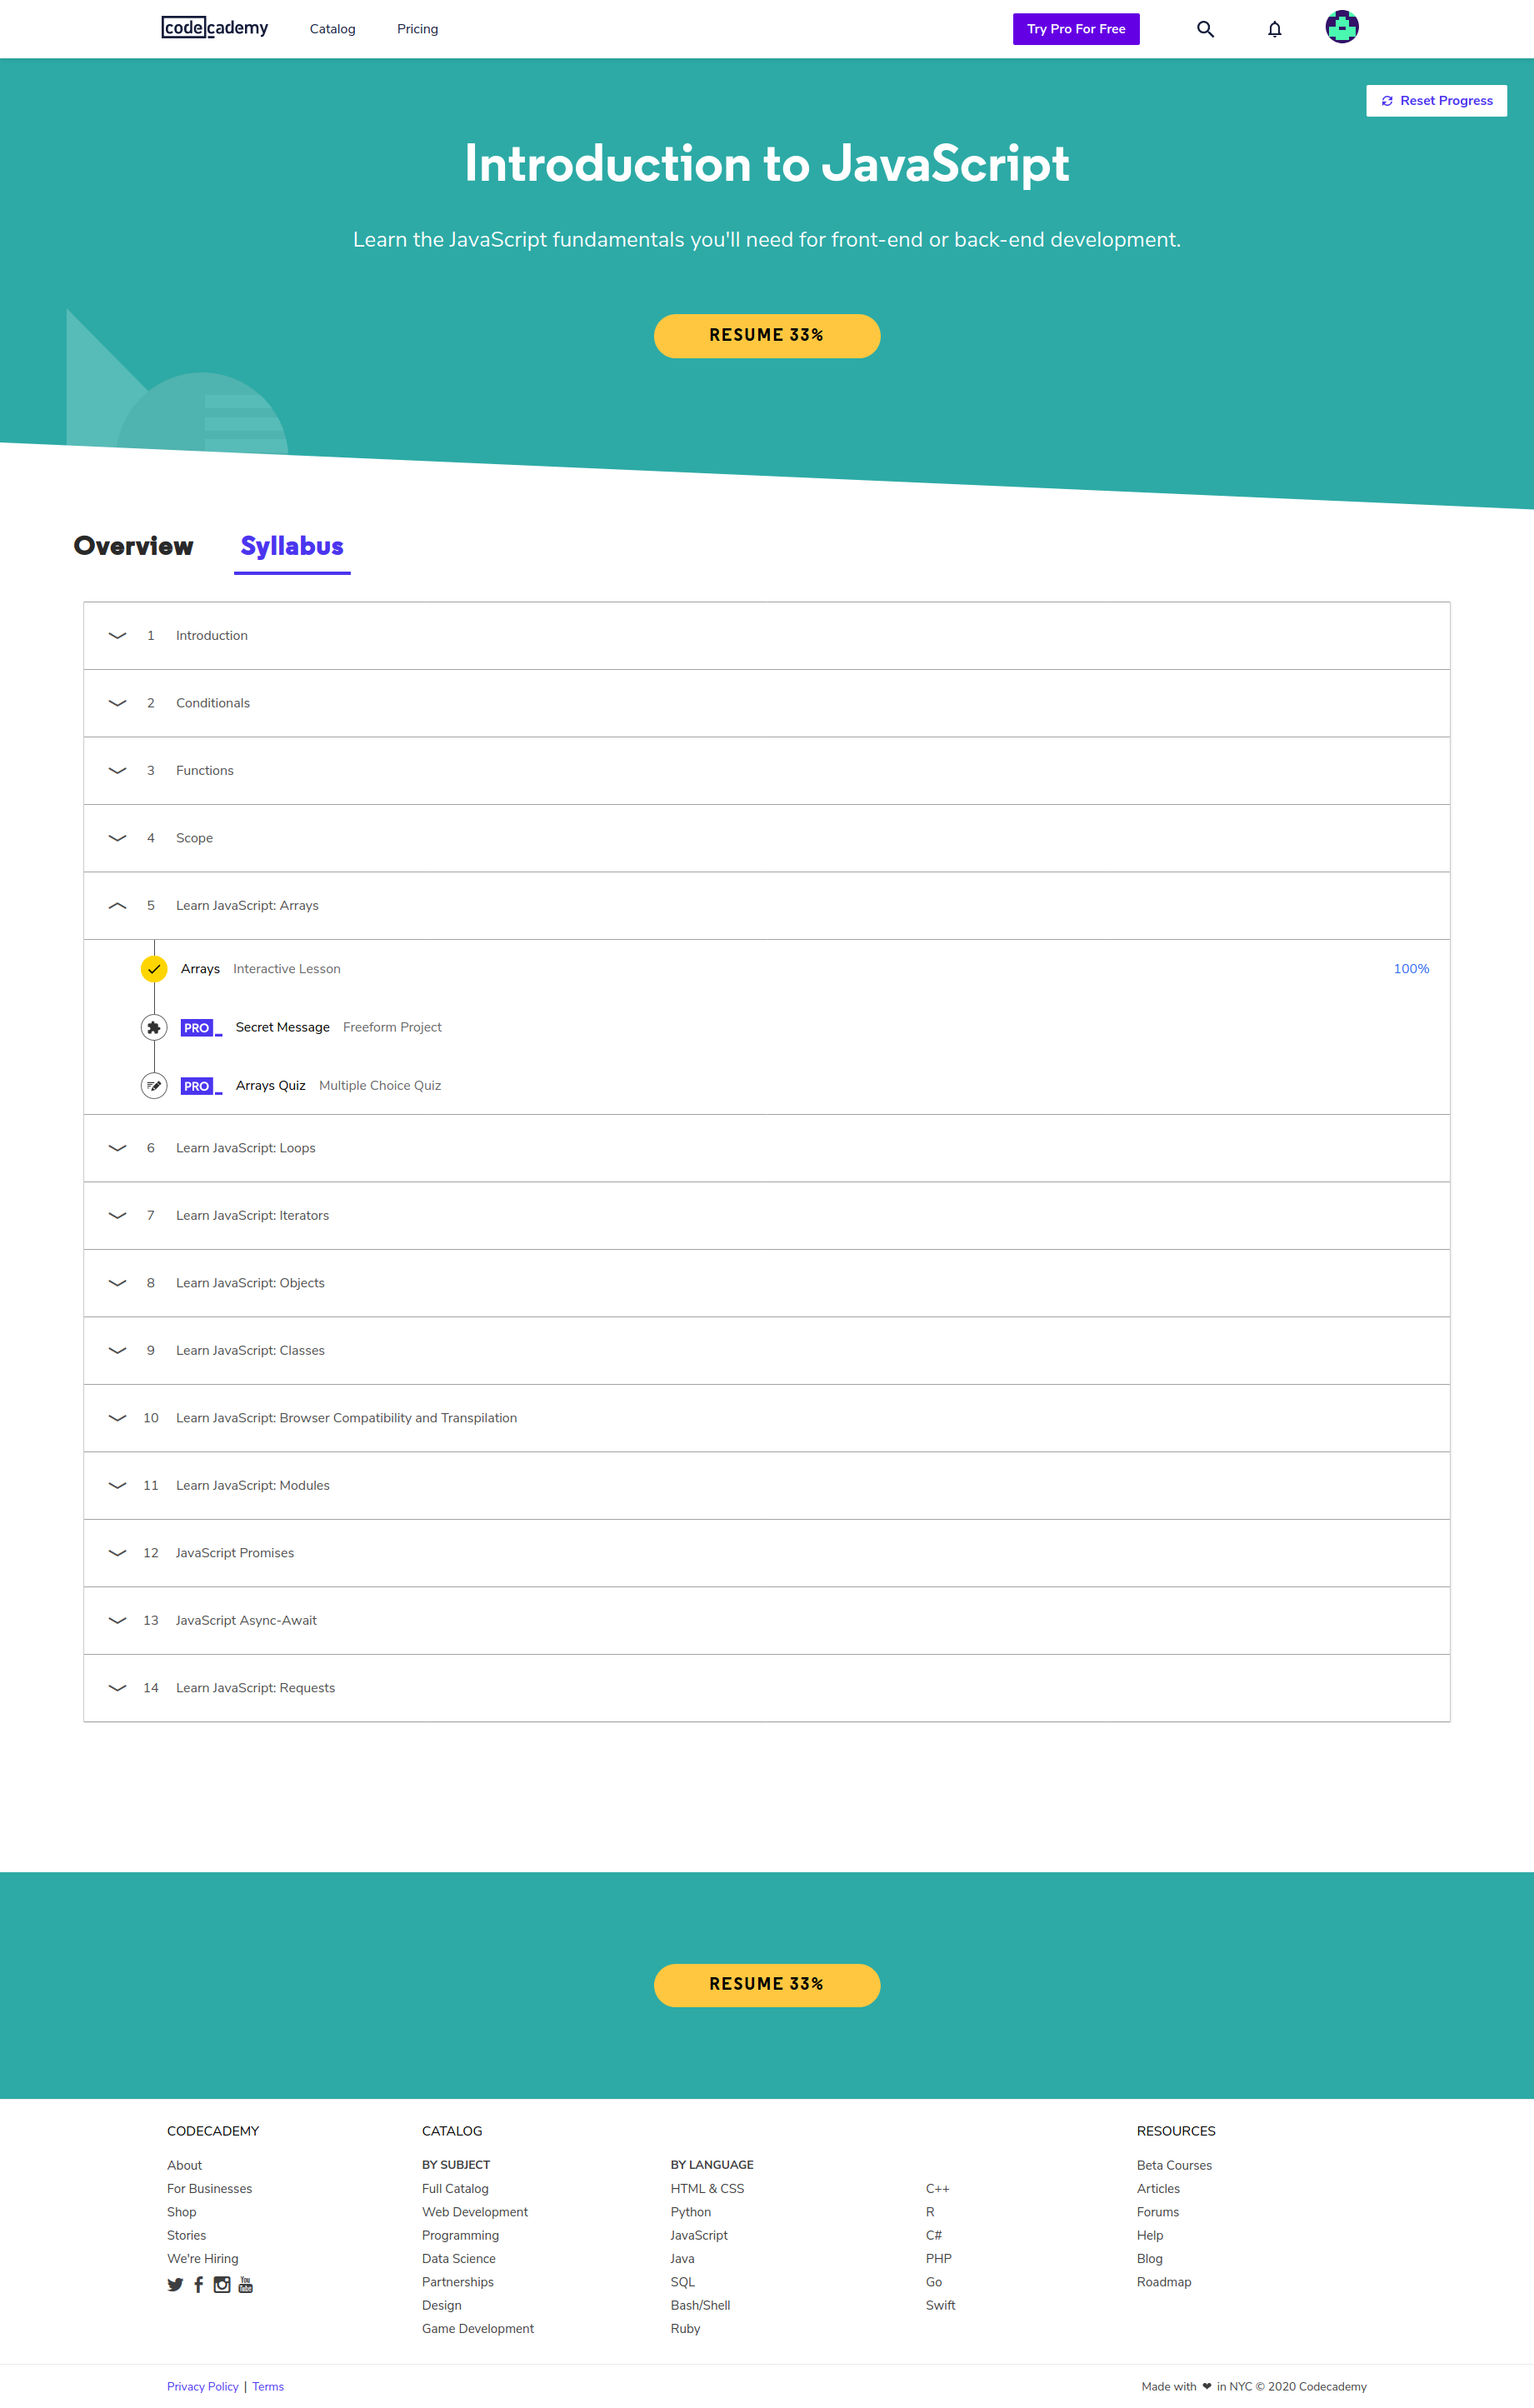 codecademy
Catalog
Pricing
Try Pro For Free
Reset Progress
Introduction to JavaScript
Learn the JavaScript fundamentals you'll need for front-end or back-end development.
RESUME 33%
Overview
Syllabus
1 Introduction
2 Conditionals
3 Functions
4 Scope
5 Learn JavaScript: Arrays
Arrays Interactive Lesson 100%
PRO Secret Message Freeform Project
PRO Arrays Quiz Multiple Choice Quiz
6 Learn JavaScript: Loops
7 Learn JavaScript: Iterators
8 Learn JavaScript: Objects
9 Learn JavaScript: Classes
10 Learn JavaScript: Browser Compatibility and Transpilation
11 Learn JavaScript: Modules
12 JavaScript Promises
13 JavaScript Async-Await
14 Learn JavaScript: Requests
RESUME 33%
CODECADEMY
About
For Businesses
Shop
Stories
We're Hiring
You Tube
CATALOG
BY SUBJECT
Full Catalog
Web Development
Programming
Data Science
Partnerships
Design
Game Development
BY LANGUAGE
HTML & CSS
Python
JavaScript
Java
SQL
Bash/Shell
Ruby
C++
R
C#
PHP
Go
Swift
RESOURCES
Beta Courses
Articles
Forums
Help
Blog
Roadmap
Privacy Policy | Terms
Made with ❤ in NYC © 2020 Codecademy